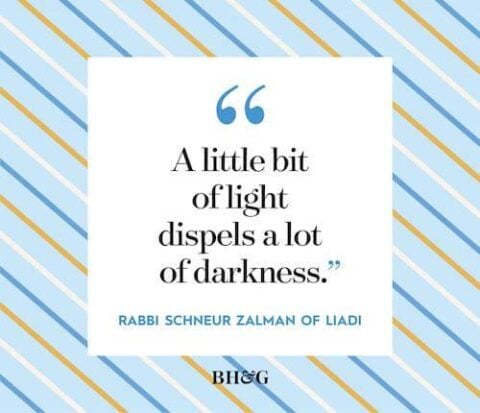 “
A little bit
of light
dispels a lot
of darkness.”
RABBI SCHNEUR ZALMAN OF LIADI
BH&G